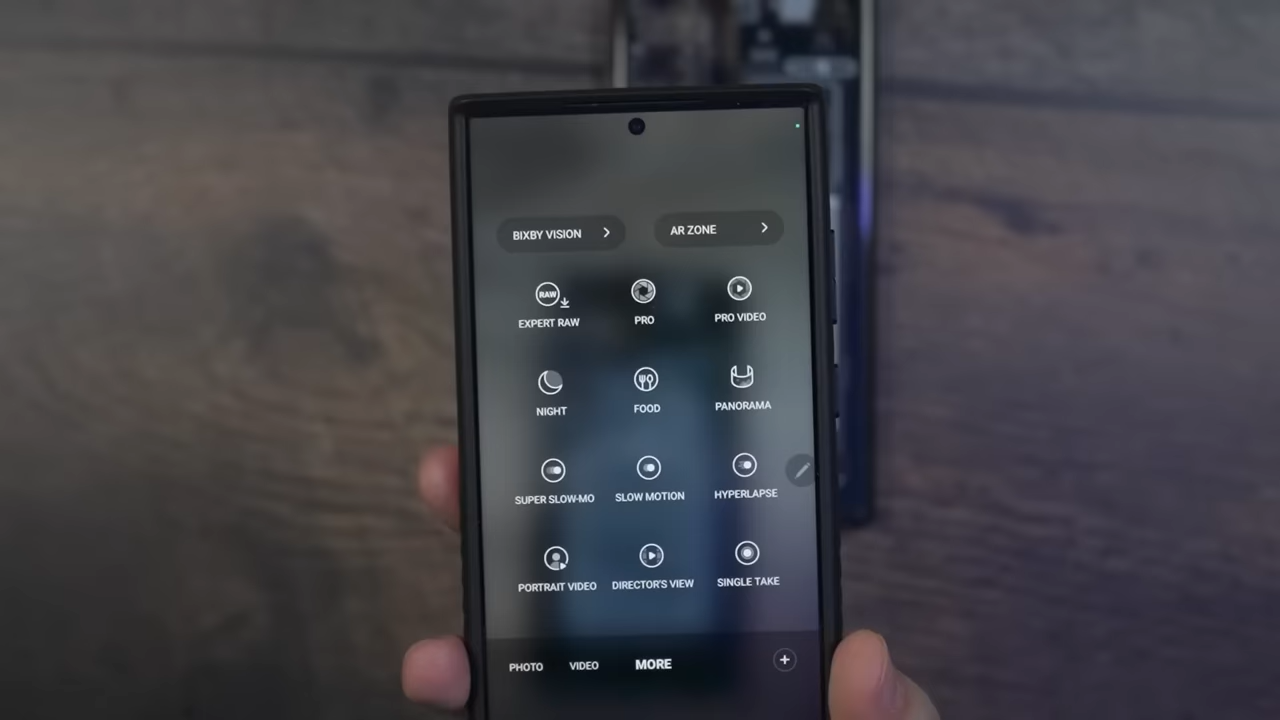 BIXBY VISION
AR ZONE
RAW
EXPERT RAW
PRO
PRO VIDEO
NIGHT
FOOD
PANORAMA
SUPER SLOW-MO
SLOW MOTION
HYPERLAPSE
PORTRAIT VIDEO
DIRECTOR'S VIEW
SINGLE TAKE
PHOTO
VIDEO
MORE